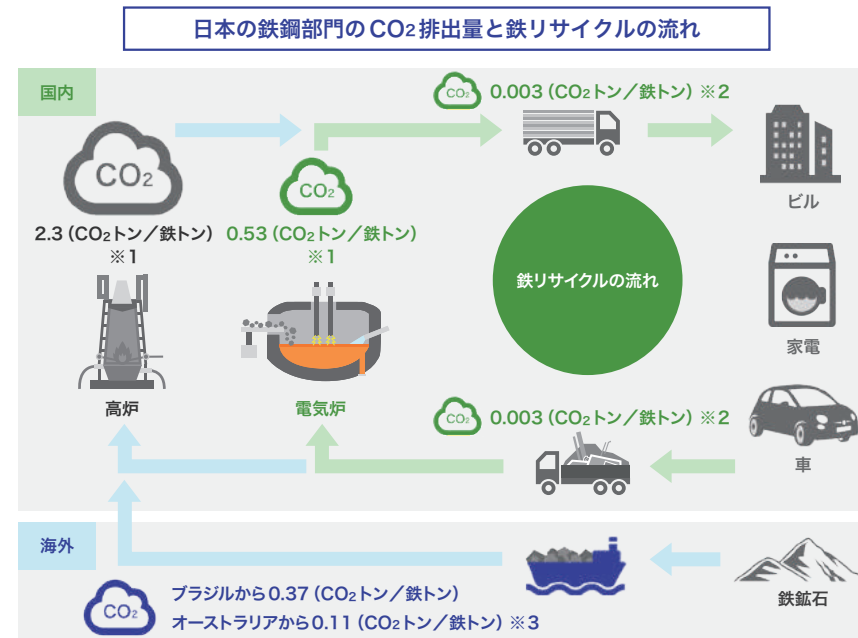 日本の鉄鋼部門のCO2排出量と鉄リサイクルの流れ
国内
CO2 0.003(CO2トン/鉄トン)※2
CO2
CO2
2.3(CO2トン/鉄トン)
※1
0.53(CO2トン/鉄トン)
※1
ビル
鉄リサイクルの流れ
家電
高炉
電気炉
CO2 0.003(CO2トン/鉄トン)※2
車
海外
CO2
ブラジルから0.37(CO2トン/鉄トン)
オーストラリアから0.11(CO2トン/鉄トン)※3
鉄鉱石